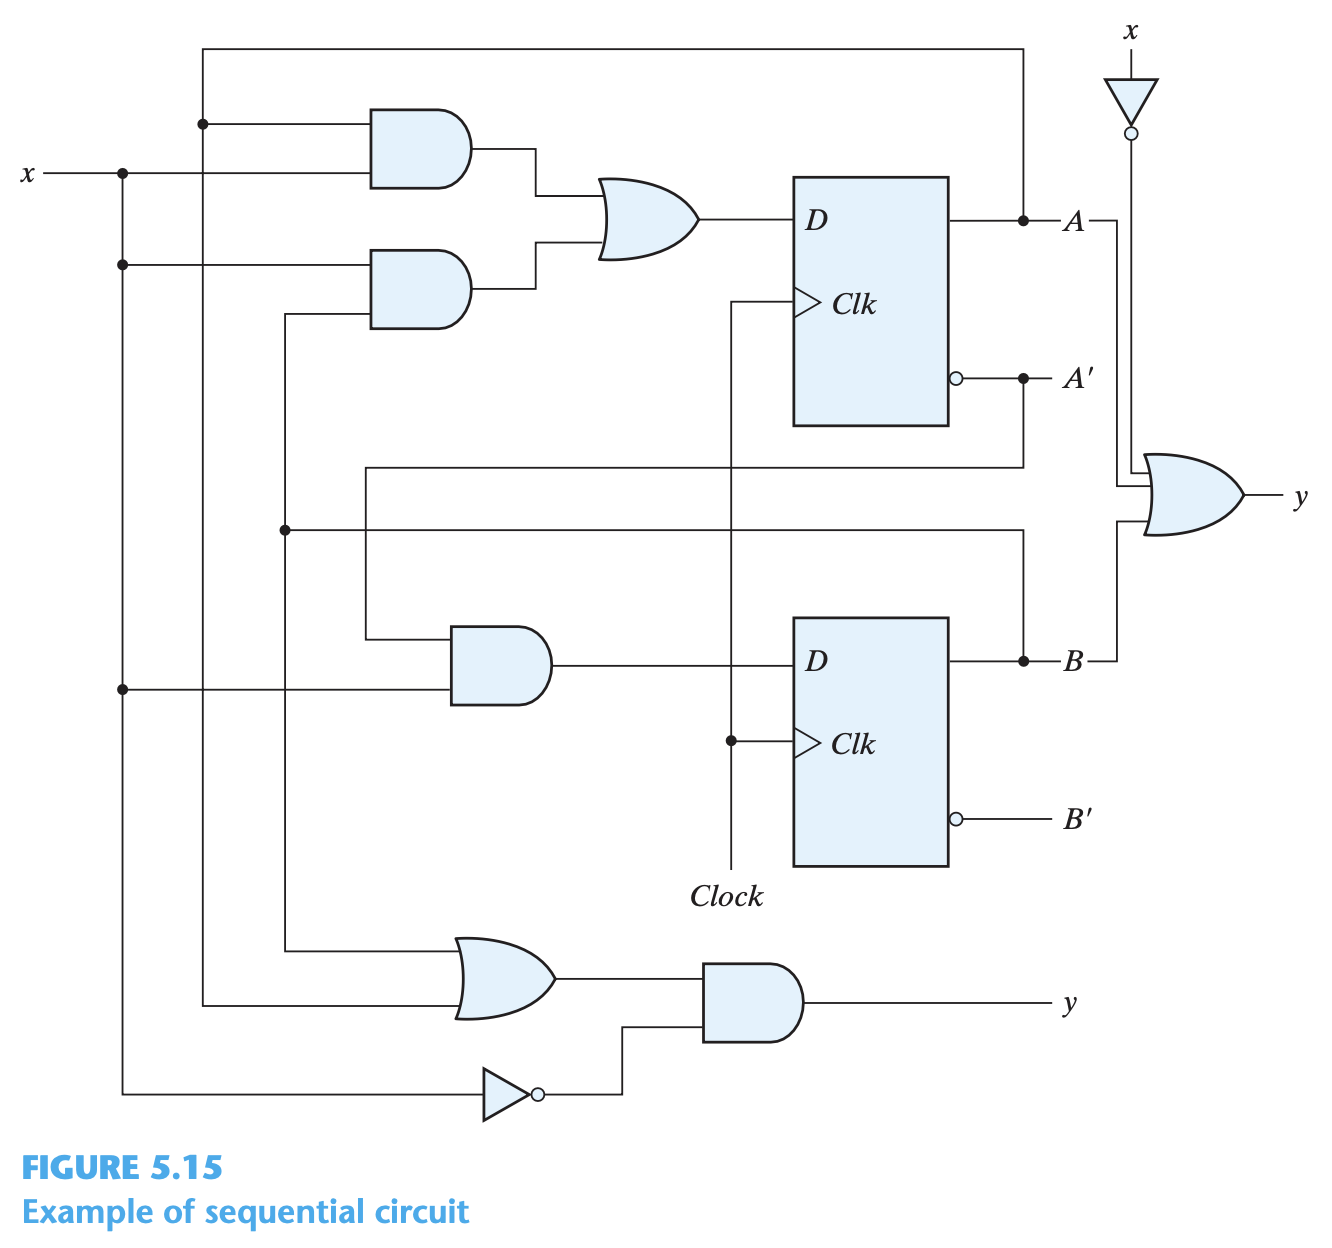 x
x
D
A
Clk
A′
y
D
B
Clk
B′
Clock
y
FIGURE 5.15
Example of sequential circuit